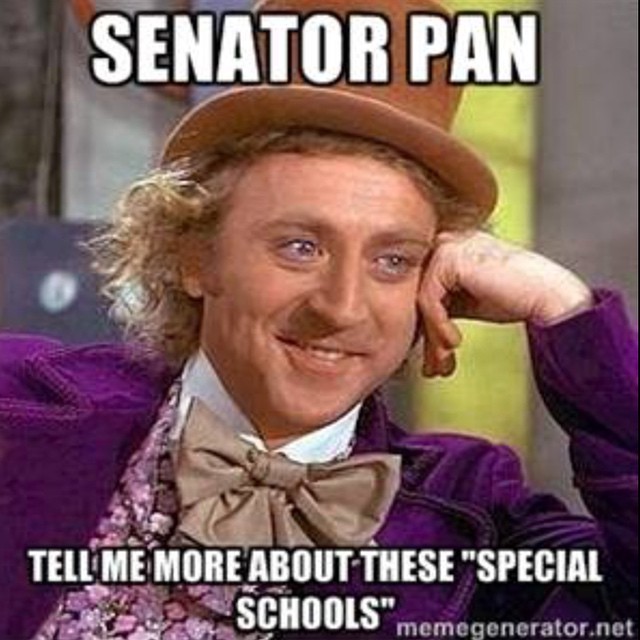 SENATOR PAN
TELL ME MORE ABOUT THESE "SPECIAL
SCHOOLS"
memegenerator.net